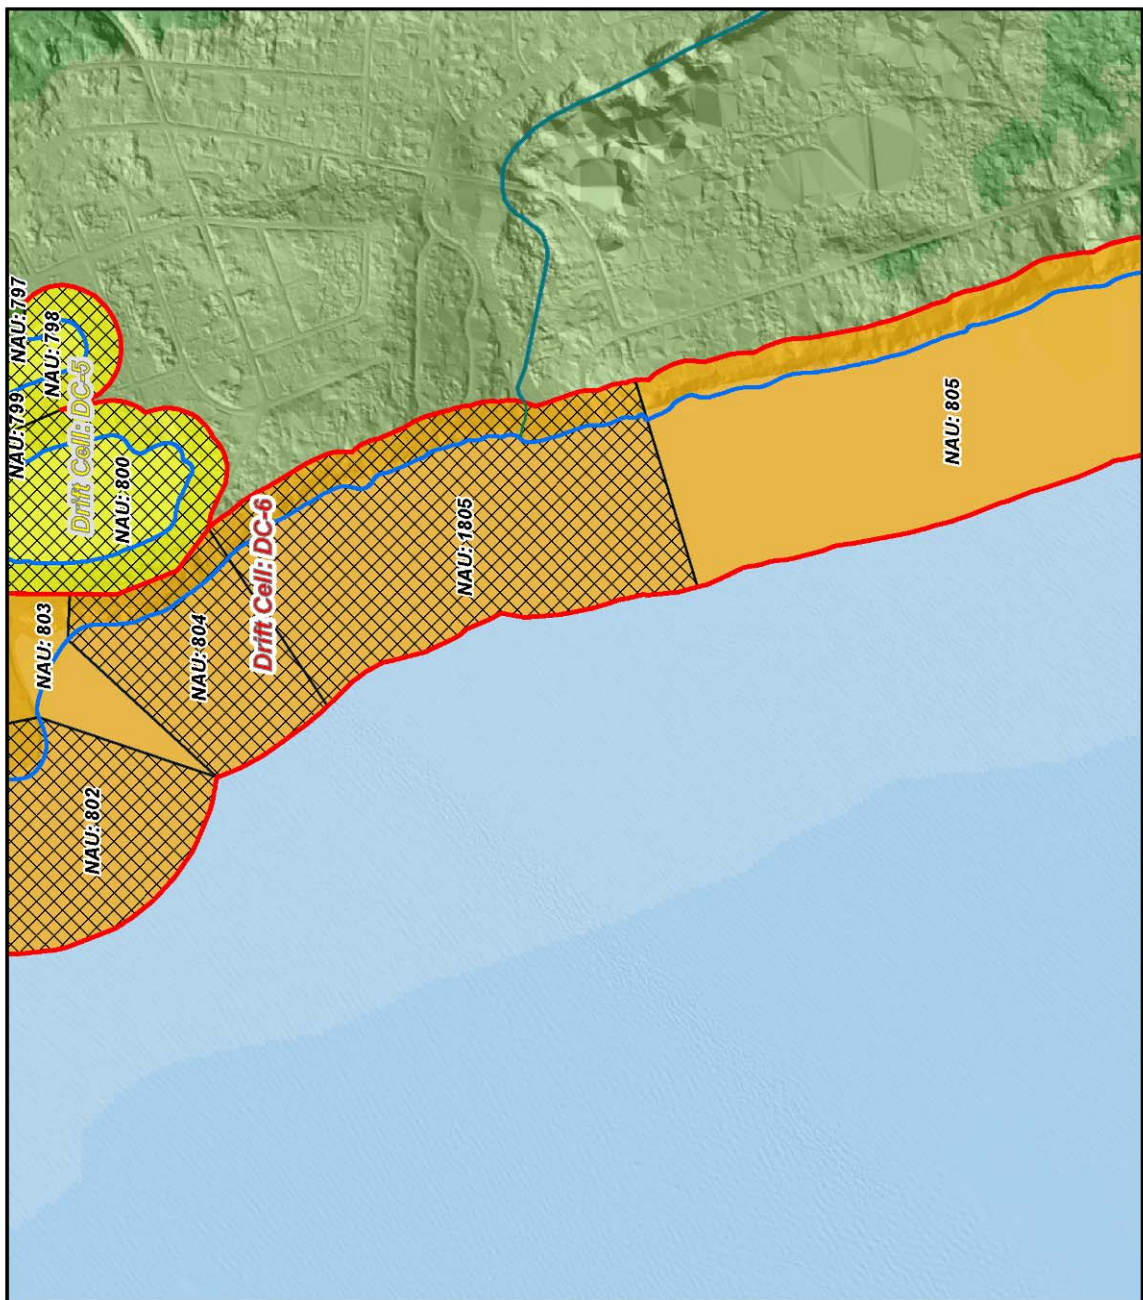 NAU: 797
NAU: 798
NAU: 799
Drift Cell: DC-5
NAU: 800
NAU: 803
NAU: 802
NAU: 804
Drift Cell: DC-6
NAU: 1805
NAU: 805